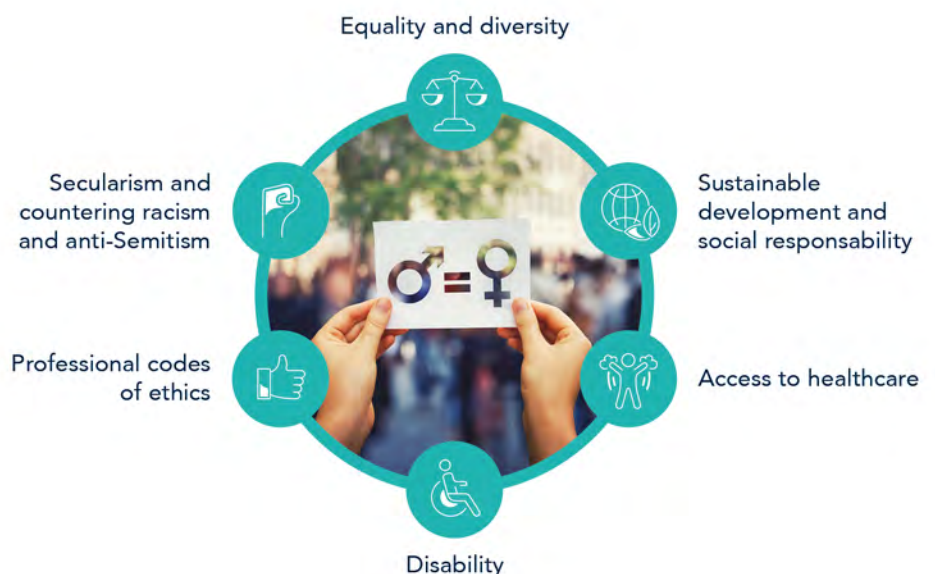 Equality and diversity
Secularism and
countering racism
and anti-Semitism
Sustainable
development and
social responsability
Professional codes
of ethics
Access to healthcare
Disability